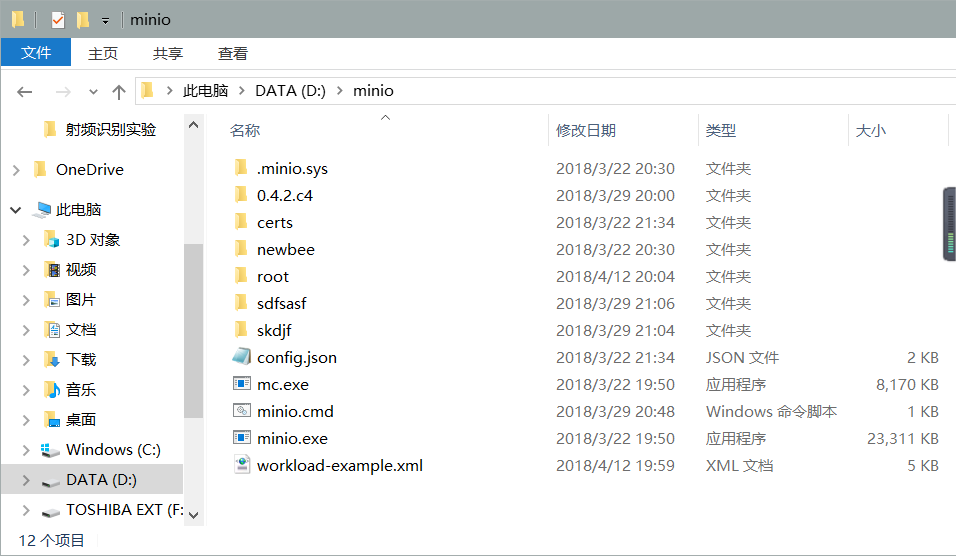 minio
文件 主页 共享 查看
此电脑 DATA (D:) minio
名称 修改日期 类型 大小
射频识别实验
OneDrive
此电脑
3D 对象
视频
图片
文档
下载
音乐
桌面
Windows (C:)
DATA (D:)
TOSHIBA EXT (F:
.minio.sys 2018/3/22 20:30 文件夹
0.4.2.c4 2018/3/29 20:00 文件夹
certs 2018/3/22 21:34 文件夹
newbee 2018/3/22 20:30 文件夹
root 2018/4/12 20:04 文件夹
sdfsasf 2018/3/29 21:06 文件夹
skdjf 2018/3/29 21:04 文件夹
config.json 2018/3/22 21:34 JSON 文件 2 KB
mc.exe 2018/3/22 19:50 应用程序 8,170 KB
minio.cmd 2018/3/29 20:48 Windows 命令脚本 1 KB
minio.exe 2018/3/22 19:50 应用程序 23,311 KB
workload-example.xml 2018/4/12 19:59 XML 文档 5 KB
12 个项目